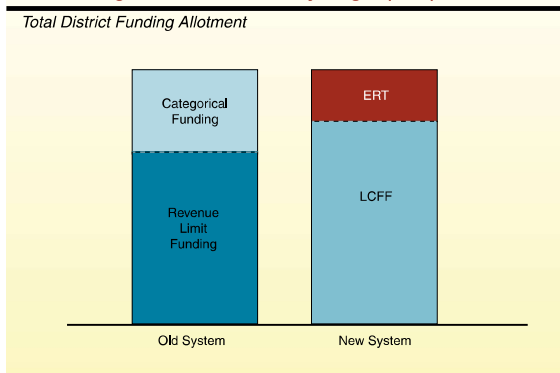 Total District Funding Allotment
Categorical
Funding
ERT
Revenue
Limit
Funding
LCFF
Old System
New System